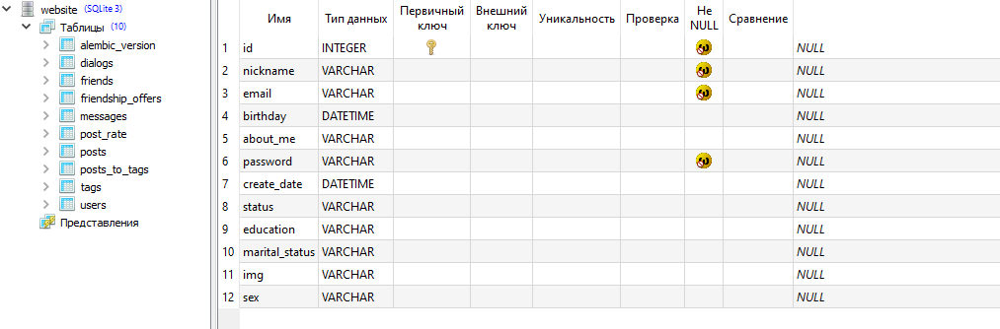 website (SQLite 3)
Таблицы (10)
alembic_version
dialogs
friends
friendship_offers
messages
post_rate
posts
posts_to_tags
tags
users
Представления
Имя Тип данных Первичный ключ Внешний ключ Уникальность Проверка Не NULL Сравнение
1 id INTEGER NULL
2 nickname VARCHAR NULL
3 email VARCHAR NULL
4 birthday DATETIME NULL
5 about_me VARCHAR NULL
6 password VARCHAR NULL
7 create_date DATETIME NULL
8 status VARCHAR NULL
9 education VARCHAR NULL
10 marital_status VARCHAR NULL
11 img VARCHAR NULL
12 sex VARCHAR NULL